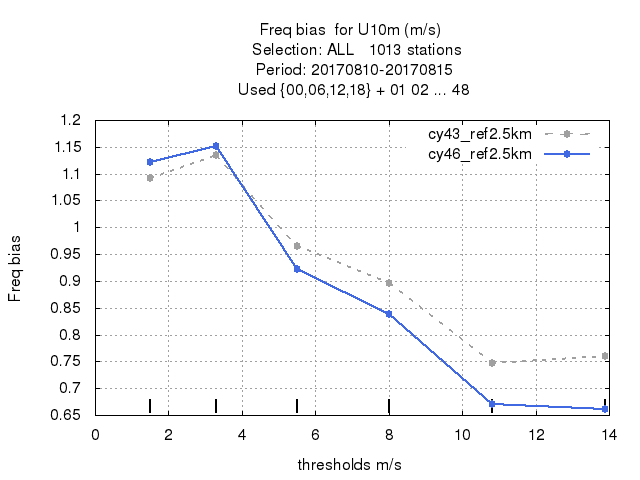 Freq bias  for U10m (m/s)
Selection: ALL   1013 stations
Period: 20170810-20170815
Used {00,06,12,18} + 01 02 ... 48
cy43_ref2.5km
cy46_ref2.5km
1.2
1.15
1.1
1.05
1
0.95
0.9
0.85
0.8
0.75
0.7
0.65
Freq bias
0 2 4 6 8 10 12 14
thresholds m/s